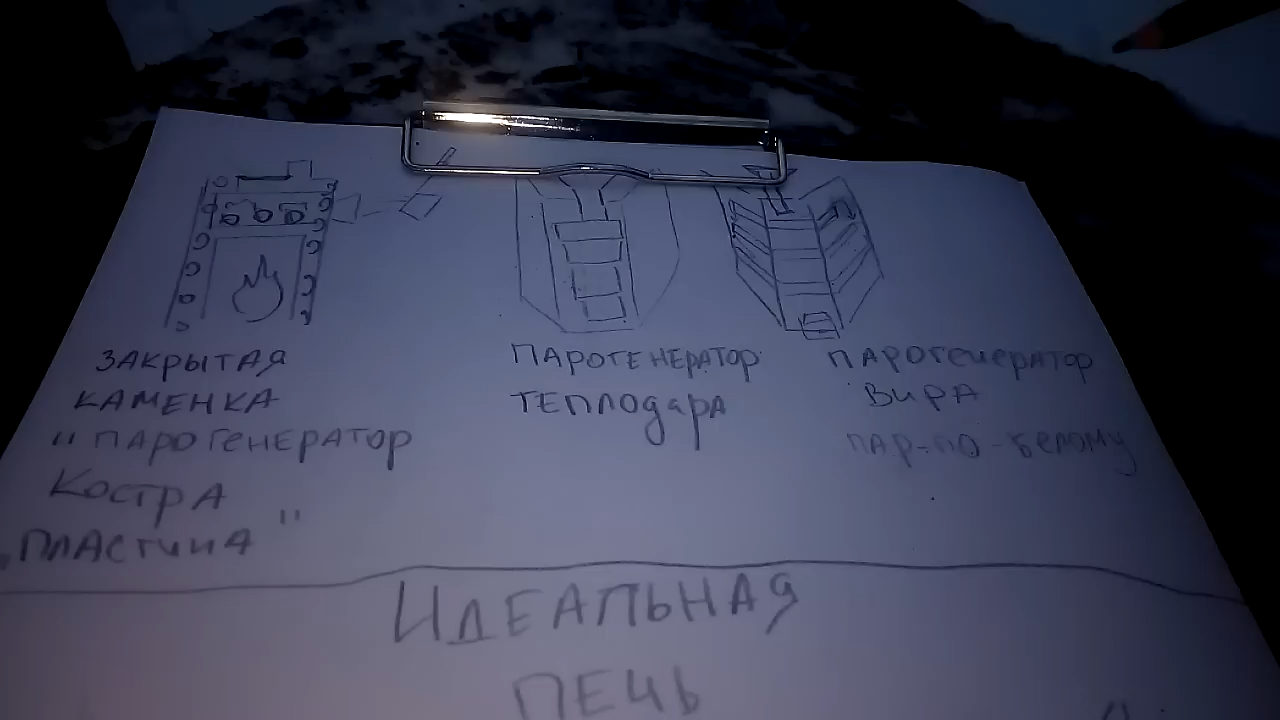 ЗАКРЫТАЯ
КАМЕНКА
"ПАРОГЕНЕРАТОР
Костра
"ПЛАСТИНА"
ПАРОГЕНЕРАТОР
ТЕПЛОДАРА
ПАРОГЕНЕРАТОР
ВИРА
ПАР-ПО-БЕЛОМУ
ИДЕАЛЬНАЯ
ПЕЧЬ